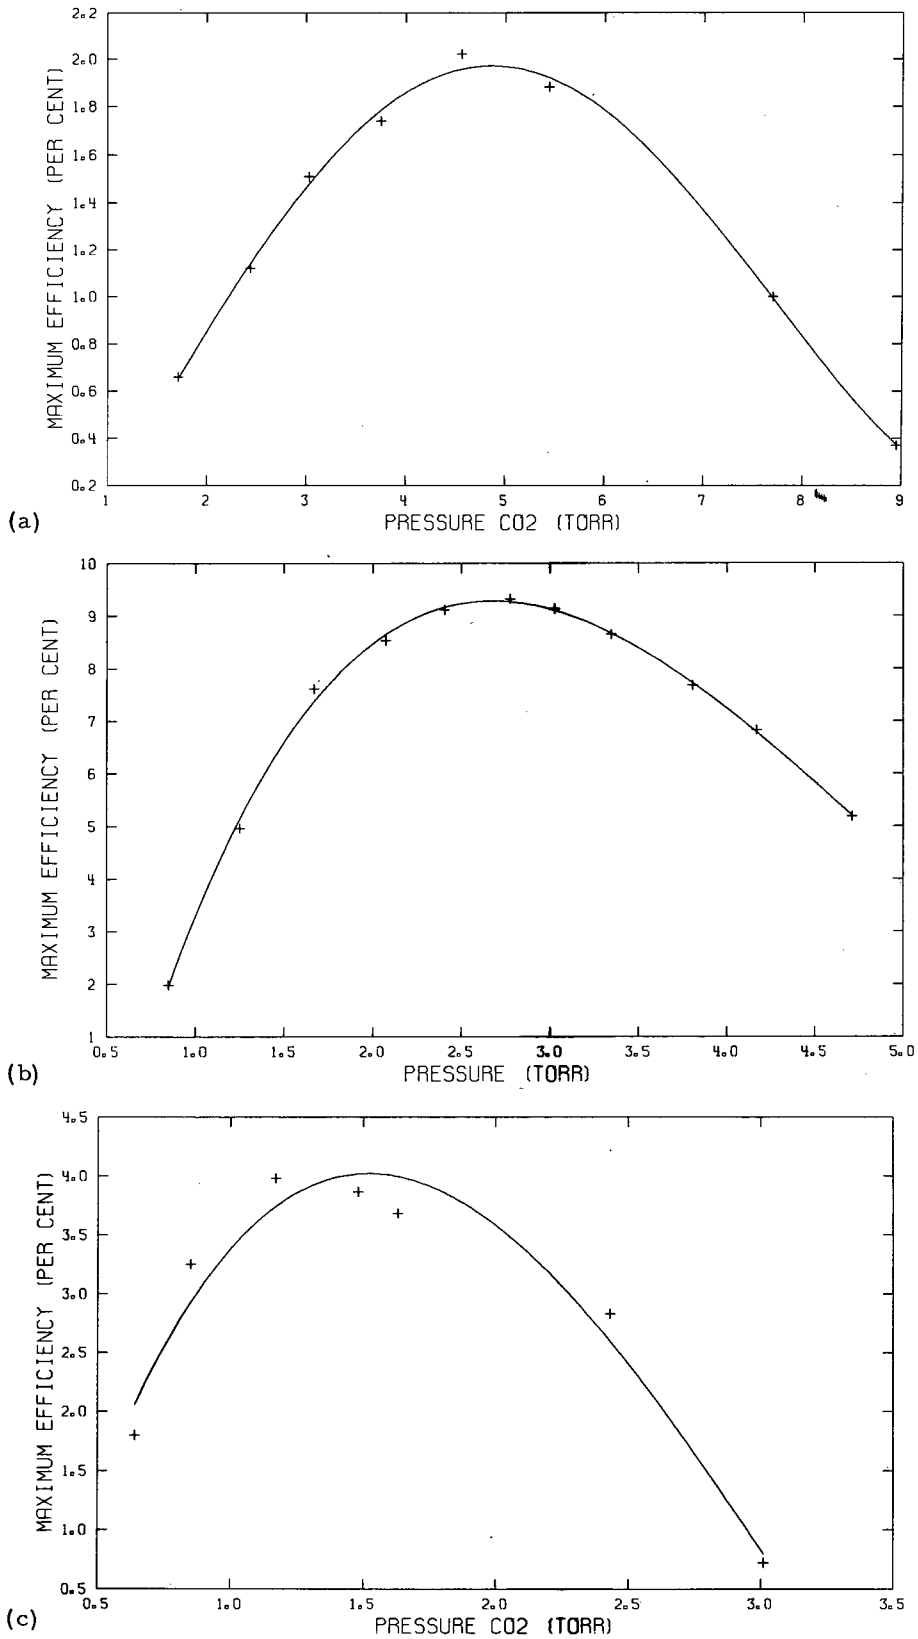 2.2
2.0
1.8
1.6
1.4
1.2
1.0
0.8
0.6
0.4
0.2
MAXIMUM EFFICIENCY (PER CENT)
1 2 3 4 5 6 7 8 9
(a)
PRESSURE CO2 (TORR)
10
9
8
7
6
5
4
3
2
1
MAXIMUM EFFICIENCY (PER CENT)
0.5 1.0 1.5 2.0 2.5 3.0 3.5 4.0 4.5 5.0
(b)
PRESSURE (TORR)
4.5
4.0
3.5
3.0
2.5
2.0
1.5
1.0
0.5
MAXIMUM EFFICIENCY (PER CENT)
0.5 1.0 1.5 2.0 2.5 3.0 3.5
(c)
PRESSURE CO2 (TORR)